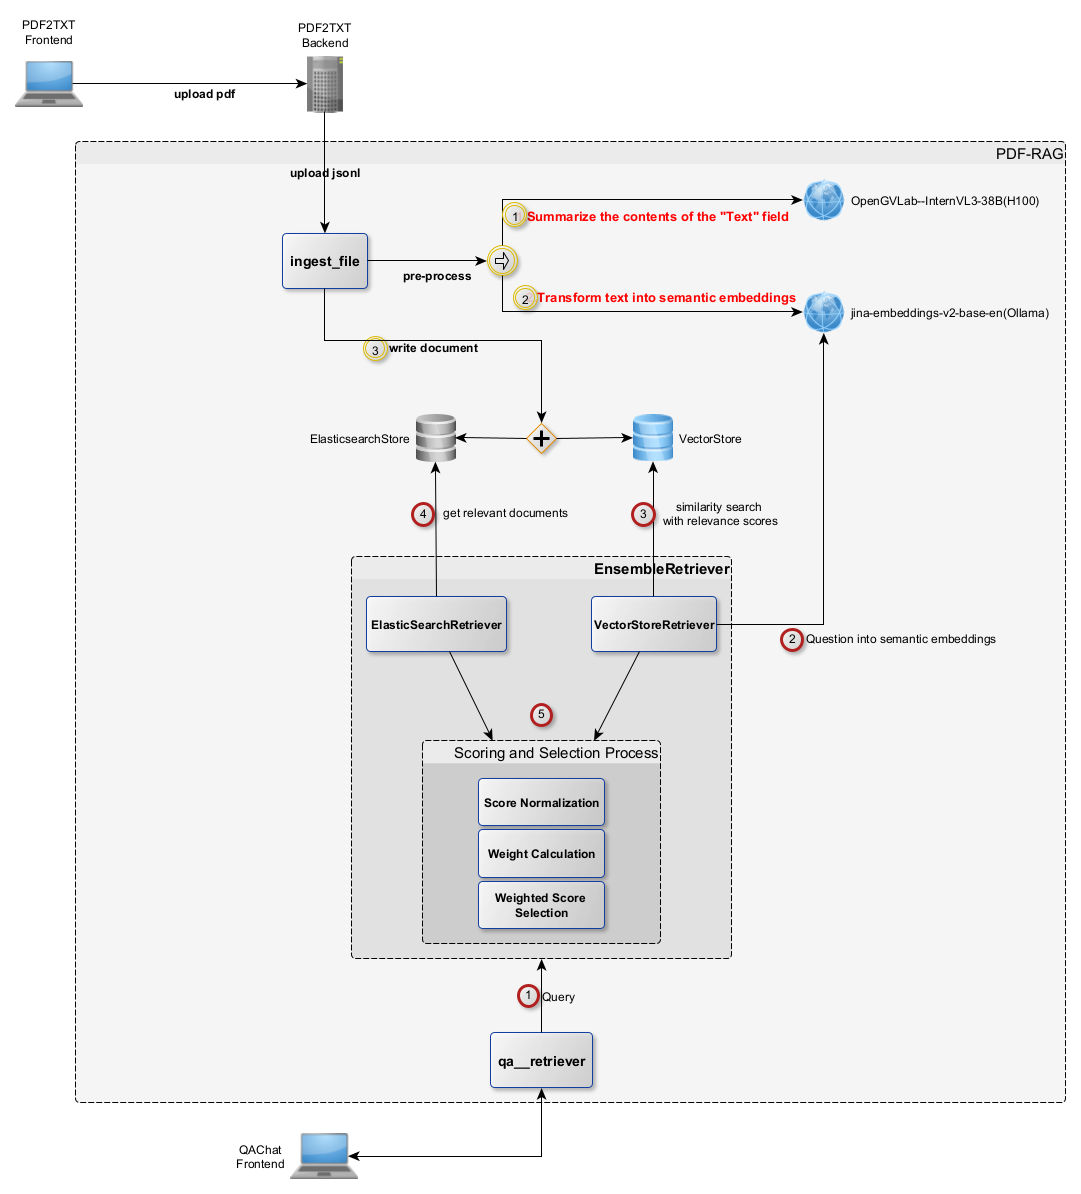 PDF2TXT
Frontend
PDF2TXT
Backend
upload pdf
PDF-RAG
upload jsonl
OpenGVLab--InternVL3-38B(H100)
1
Summarize the contents of the "Text" field
ingest_file
pre-process
2
Transform text into semantic embeddings
jina-embeddings-v2-base-en(Ollama)
3
write document
ElasticsearchStore
VectorStore
4
get relevant documents
3
similarity search
with relevance scores
EnsembleRetriever
ElasticSearchRetriever
VectorStoreRetriever
2
Question into semantic embeddings
5
Scoring and Selection Process
Score Normalization
Weight Calculation
Weighted Score
Selection
1
Query
qa__retriever
QAChat
Frontend